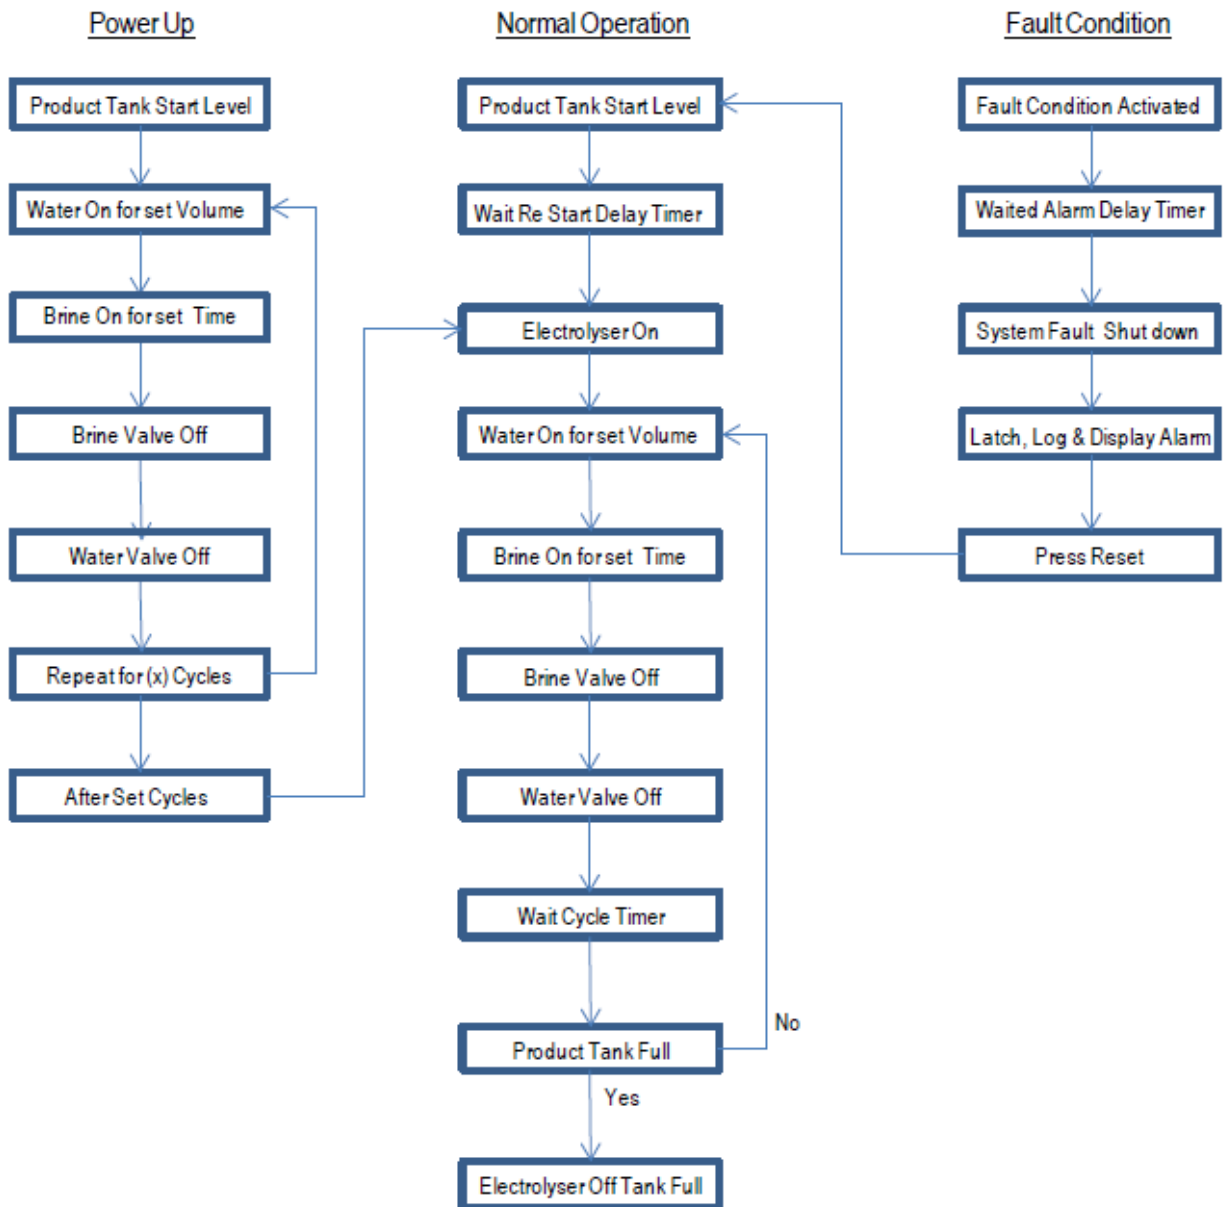 Power Up
Product Tank Start Level
Water On for set Volume
Brine On for set Time
Brine Valve Off
Water Valve Off
Repeat for (x) Cycles
After Set Cycles
Normal Operation
Product Tank Start Level
Wait Re Start Delay Timer
Electrolyser On
Water On for set Volume
Brine On for set Time
Brine Valve Off
Water Valve Off
Wait Cycle Timer
Product Tank Full
No
Yes
Electrolyser Off Tank Full
Fault Condition
Fault Condition Activated
Waited Alarm Delay Timer
System Fault Shut down
Latch, Log & Display Alarm
Press Reset